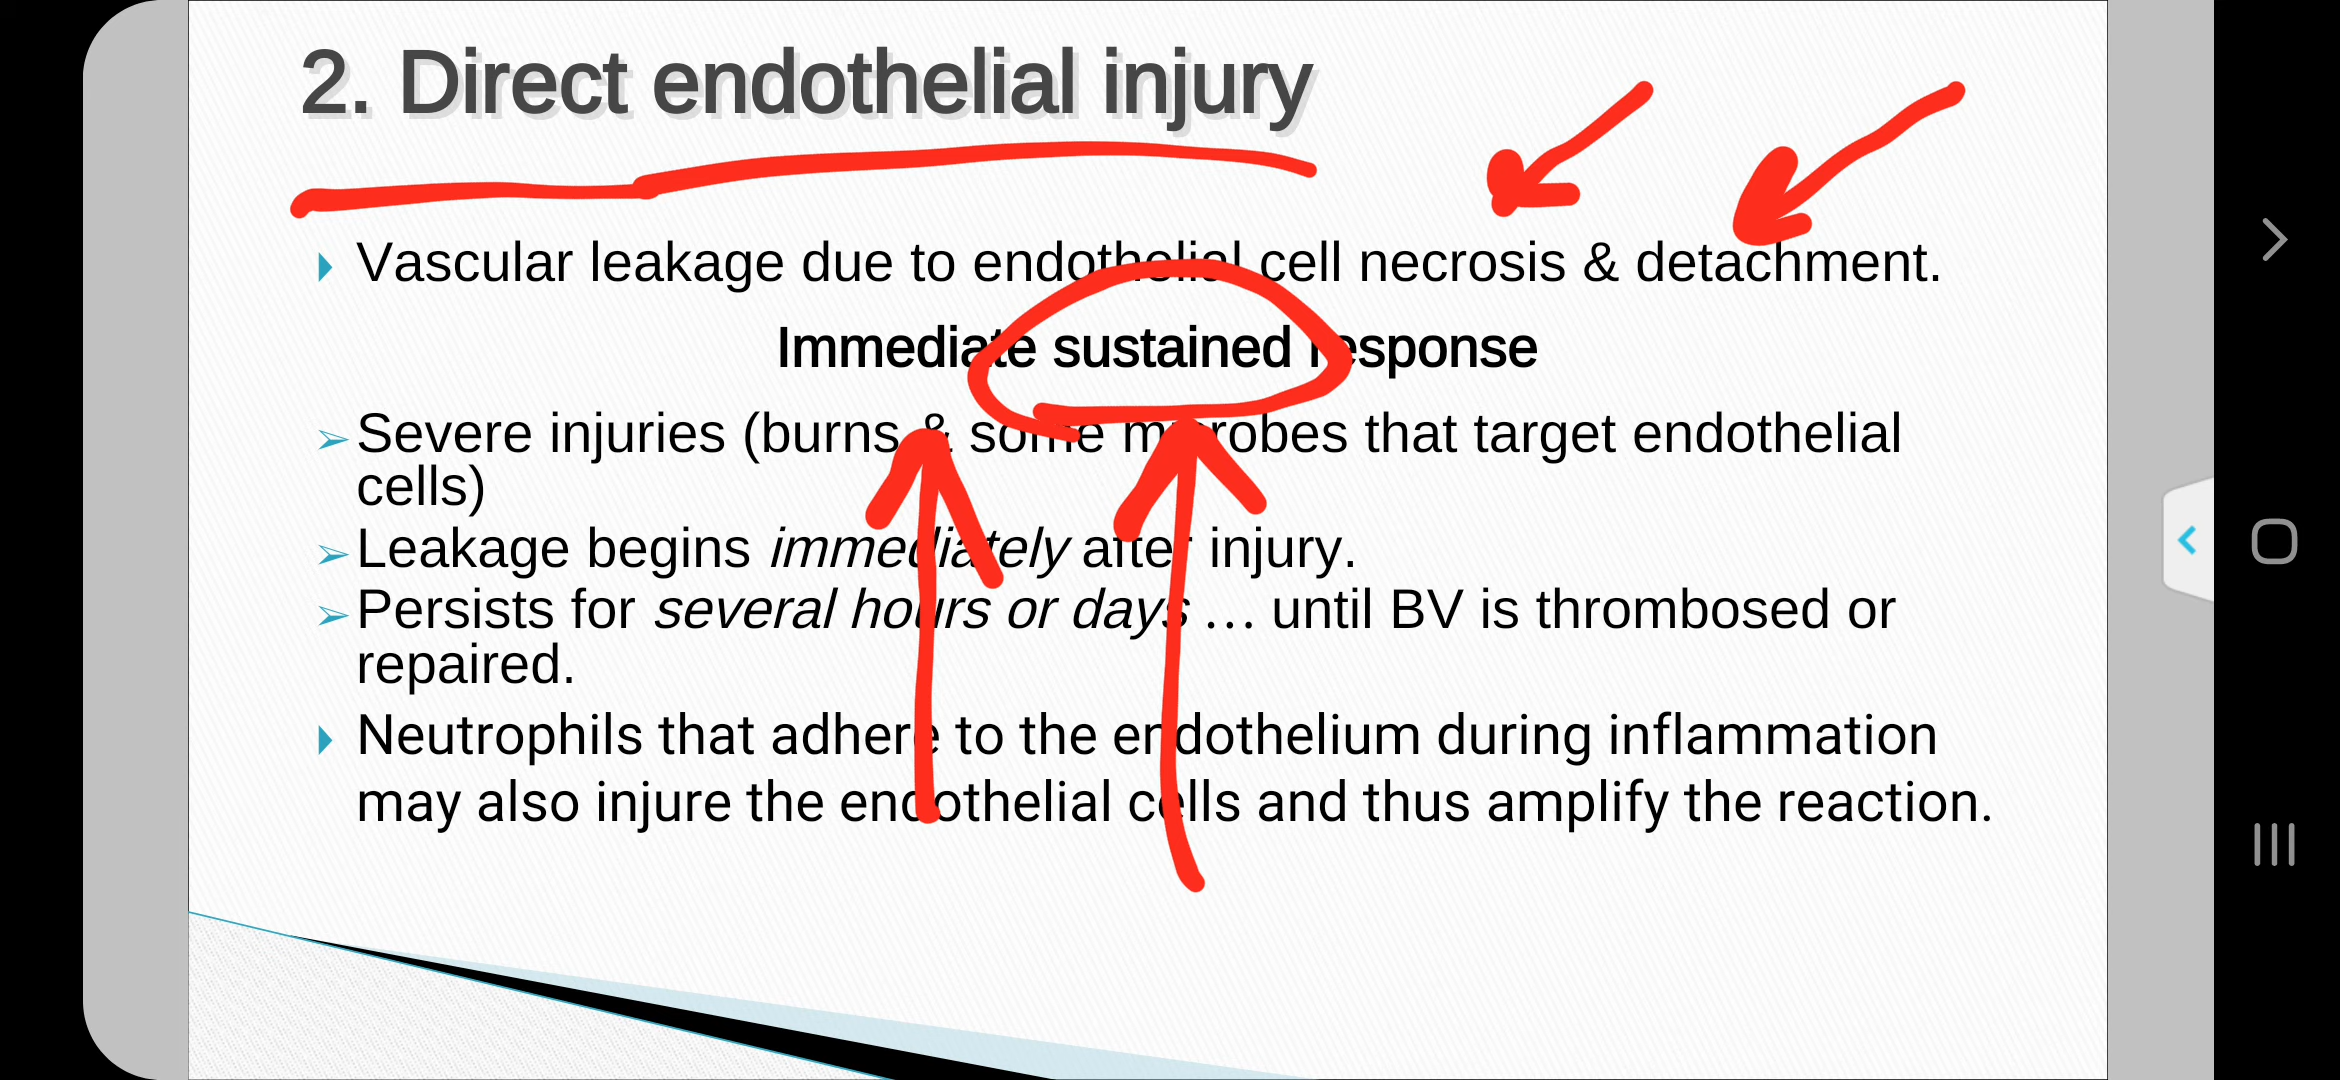 2. Direct endothelial injury
Vascular leakage due to endothelial cell necrosis & detachment.
Immediate sustained response
Severe injuries (burns & some microbes that target endothelial
cells)
Leakage begins immediately after injury.
Persists for several hours or days … until BV is thrombosed or
repaired.
Neutrophils that adhere to the endothelium during inflammation
may also injure the endothelial cells and thus amplify the reaction.